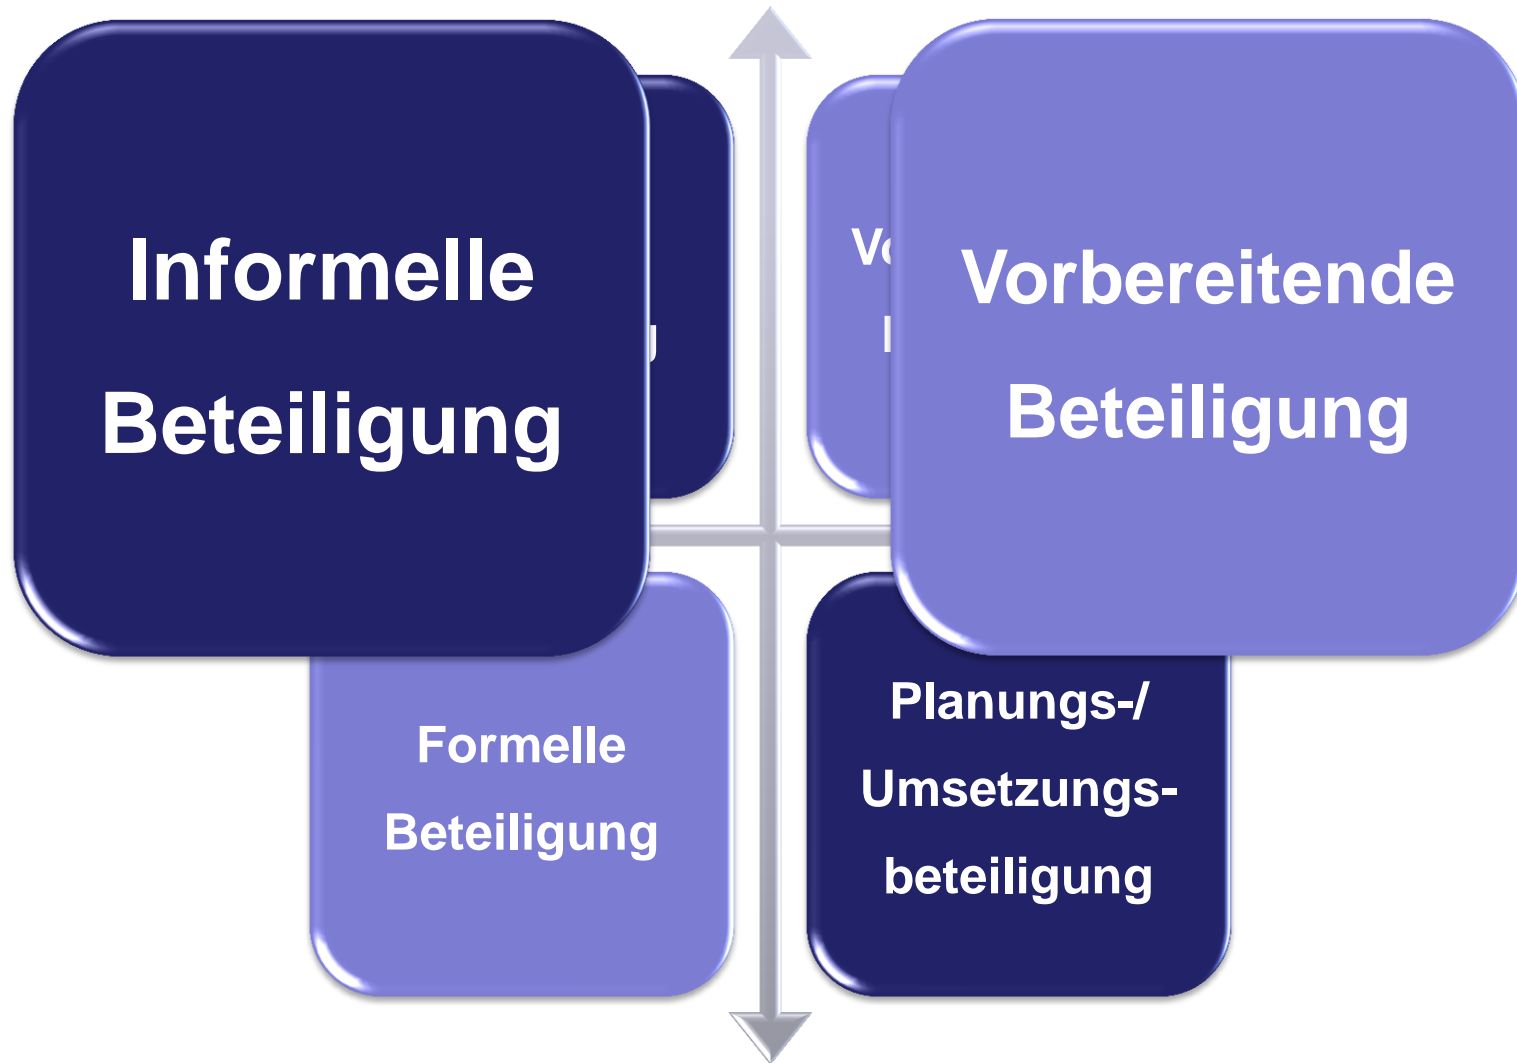 Informelle
Beteiligung
Vorbereitende
Beteiligung
Formelle
Beteiligung
Planungs-/
Umsetzungs-
beteiligung